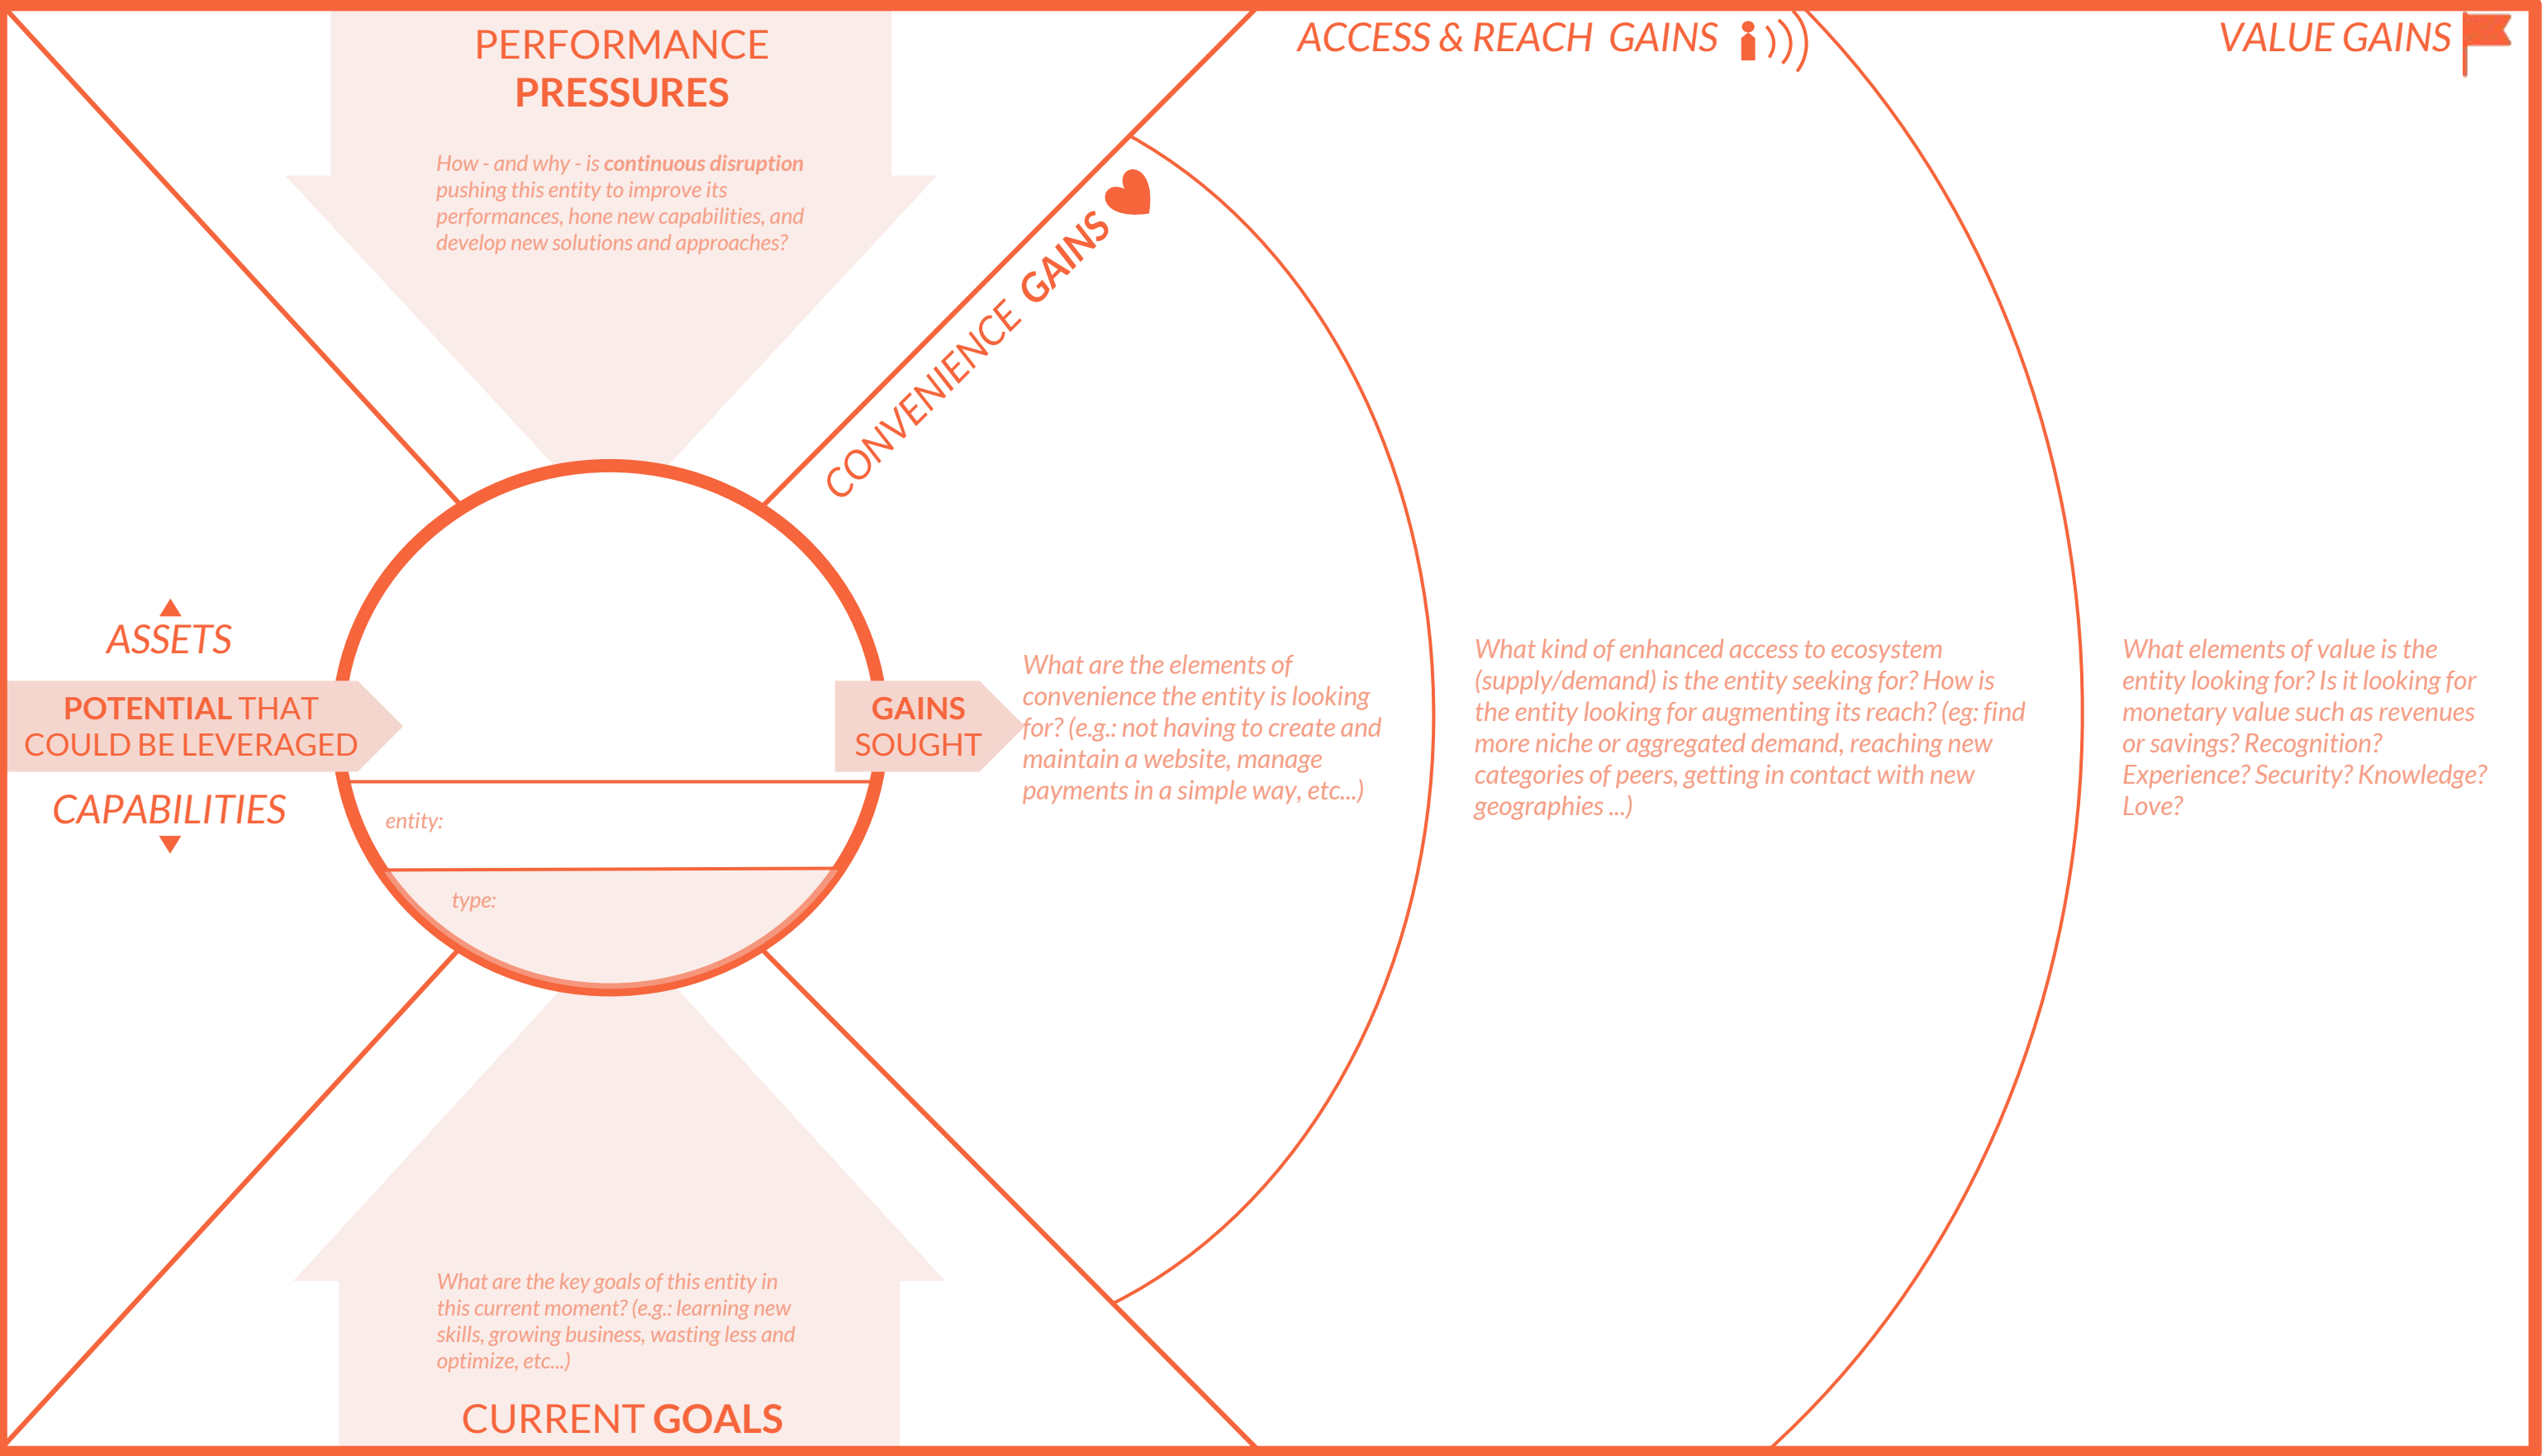 PERFORMANCE
PRESSURES
How - and why - is continuous disruption
pushing this entity to improve its
performances, hone new capabilities, and
develop new solutions and approaches?
ACCESS & REACH GAINS
VALUE GAINS
CONVENIENCE GAINS
ASSETS
POTENTIAL THAT
COULD BE LEVERAGED
CAPABILITIES
entity:
type:
GAINS
SOUGHT
What are the elements of
convenience the entity is looking
for? (e.g.: not having to create and
maintain a website, manage
payments in a simple way, etc...)
What kind of enhanced access to ecosystem
(supply/demand) is the entity seeking for? How is
the entity looking for augmenting its reach? (eg: find
more niche or aggregated demand, reaching new
categories of peers, getting in contact with new
geographies ...)
What elements of value is the
entity looking for? Is it looking for
monetary value such as revenues
or savings? Recognition?
Experience? Security? Knowledge?
Love?
What are the key goals of this entity in
this current moment? (e.g.: learning new
skills, growing business, wasting less and
optimize, etc...)
CURRENT GOALS